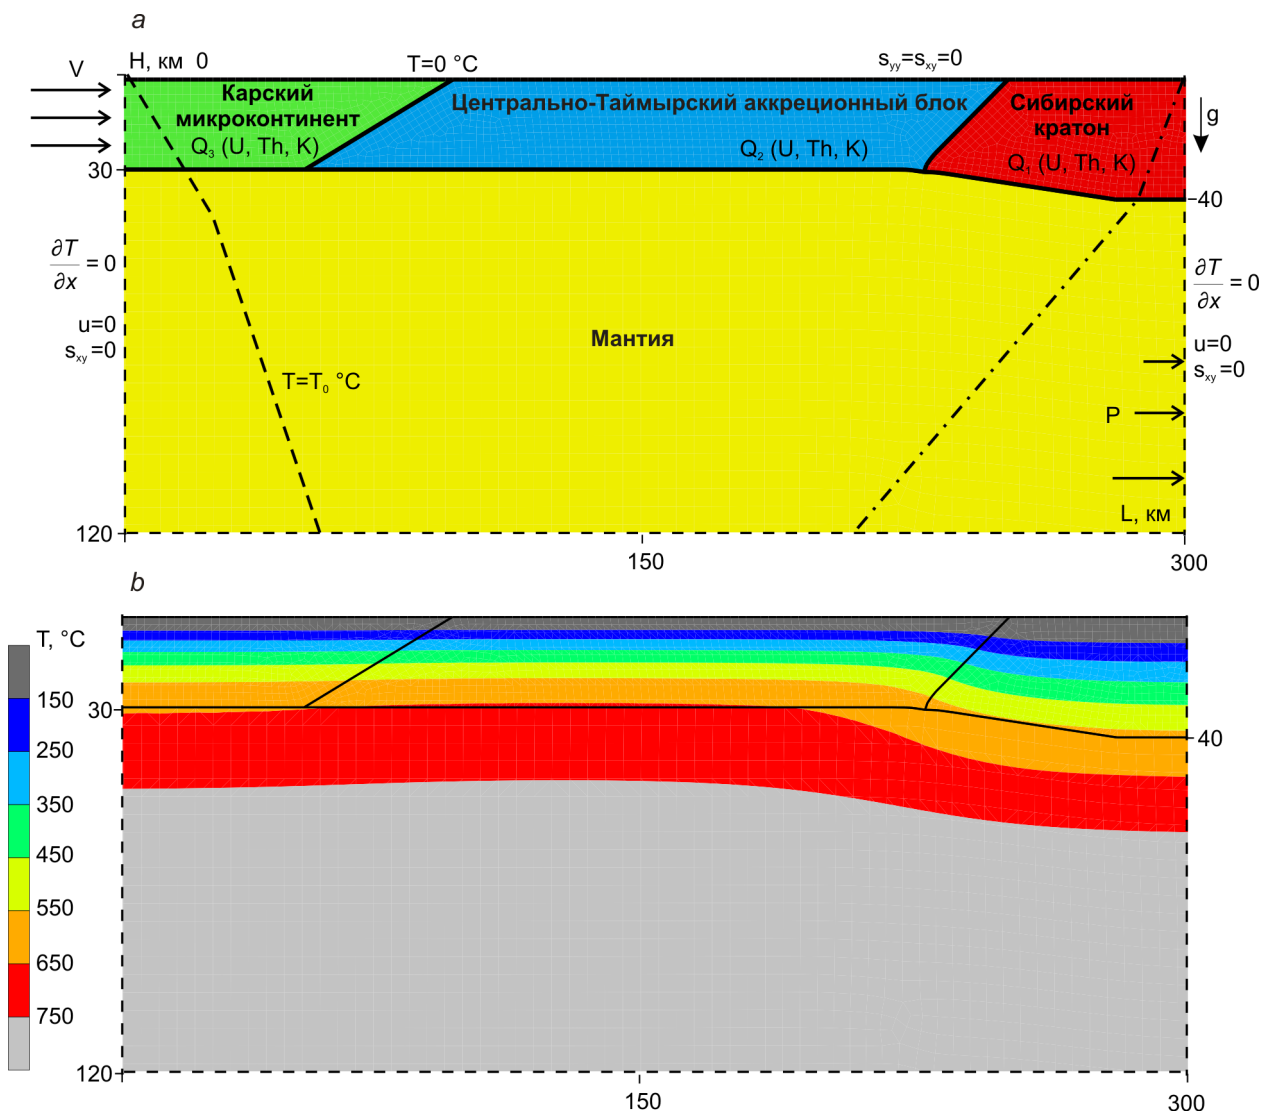 a
H, км 0
T=0 °C
s_yy=s_xy=0
V
Карский
микроконтинент
Q₃ (U, Th, K)
Центрально-Таймырский аккреционный блок
Q₂ (U, Th, K)
Сибирский
кратон
Q₁ (U, Th, K)
g
30
40
∂T/∂x = 0
u=0
s_xy=0
∂T/∂x = 0
u=0
s_xy=0
Мантия
T=T₀ °C
P
L, км
120
150
300
b
T, °C
150
250
350
450
550
650
750
30
40
120
150
300